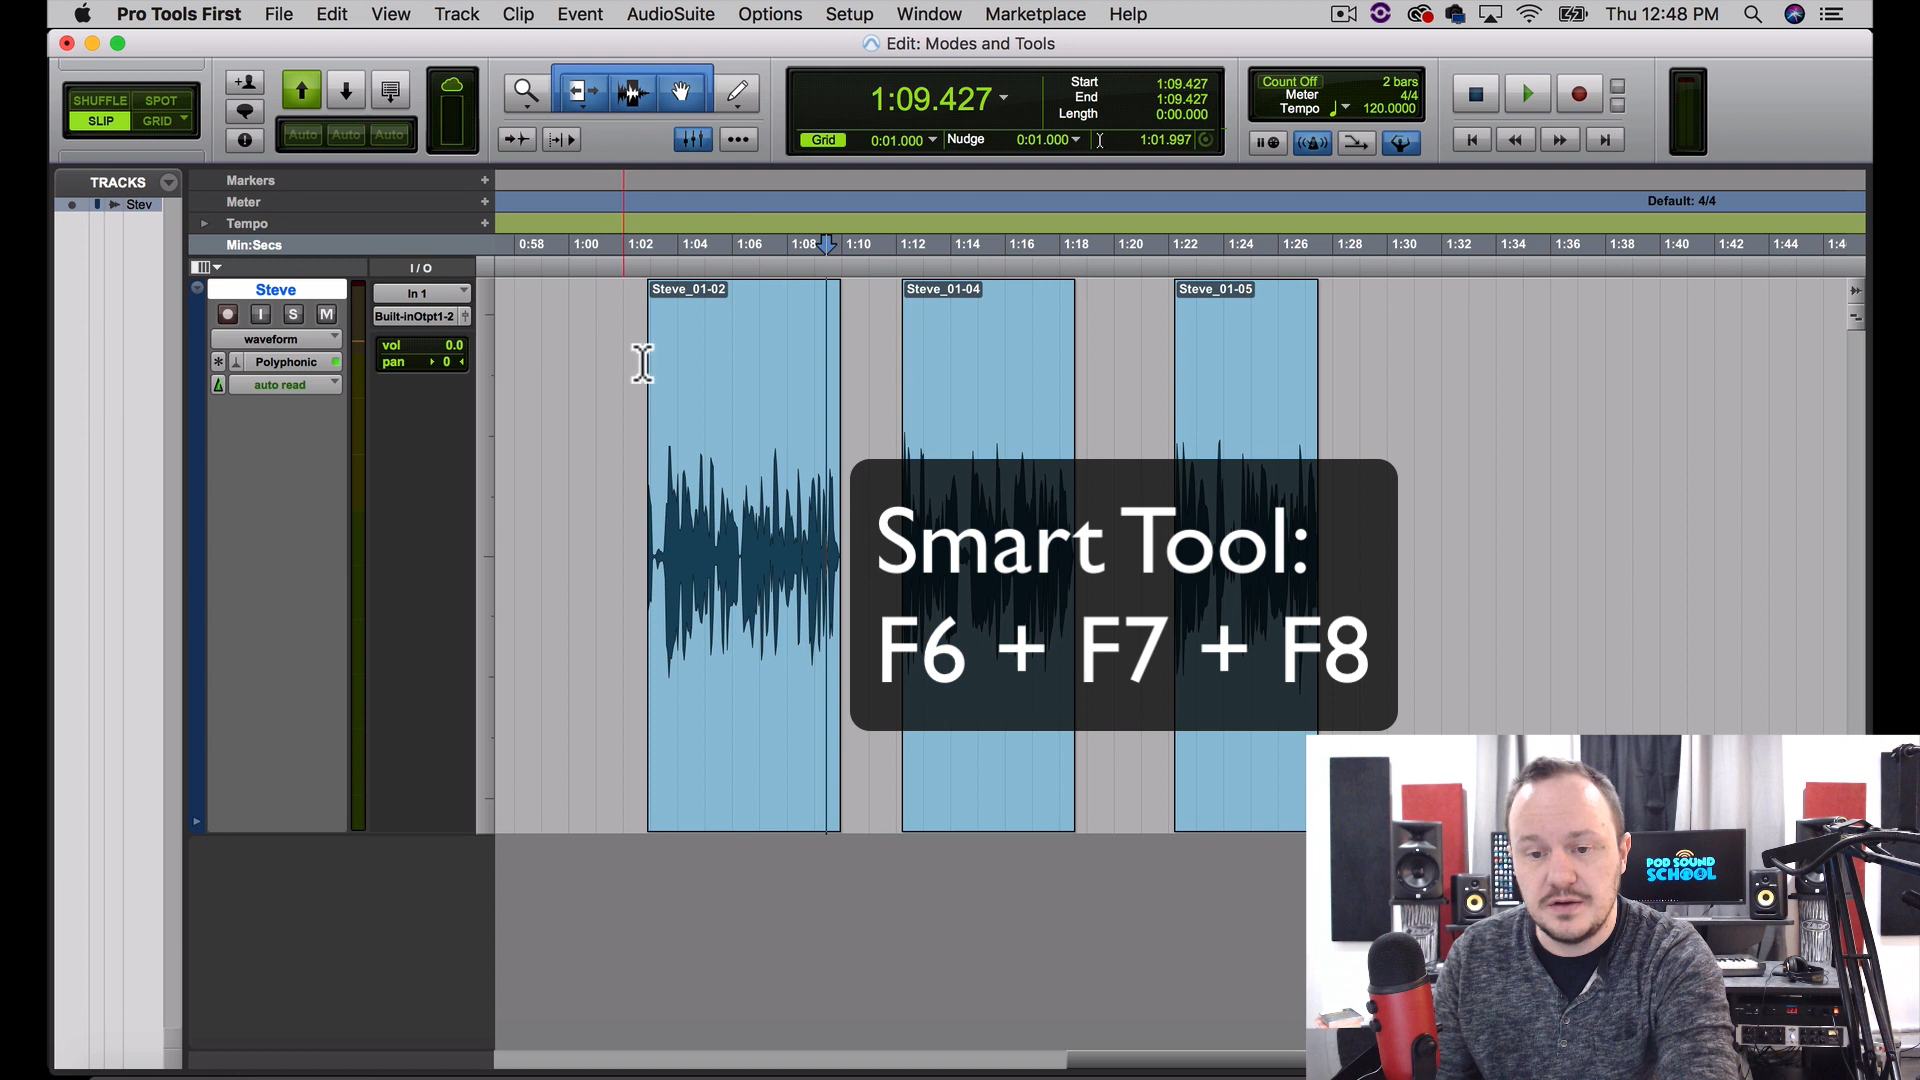 Pro Tools First File Edit View Track Clip Event AudioSuite Options Setup Window Marketplace Help Thu 12:48 PM
Edit: Modes and Tools
SHUFFLE SPOT
SLIP GRID
Auto Auto Auto
1:09.427
Start 1:09.427
End 1:09.427
Length 0:00.000
Grid 0:01.000 Nudge 0:01.000 1:01.997
Count Off 2 bars
Meter 4/4
Tempo 120.0000
TRACKS
Stev
Markers
Meter
Default: 4/4
Tempo
Min:Secs
0:58 1:00 1:02 1:04 1:06 1:08 1:10 1:12 1:14 1:16 1:18 1:20 1:22 1:24 1:26 1:28 1:30 1:32 1:34 1:36 1:38 1:40 1:42 1:44 1:4
I / O
Steve
I S M
waveform
Polyphonic
auto read
In 1
Built-inOtpt1-2
vol 0.0
pan 0
Steve_01-02
Steve_01-04
Steve_01-05
Smart Tool:
F6 + F7 + F8
POD SOUND
SCHOOL